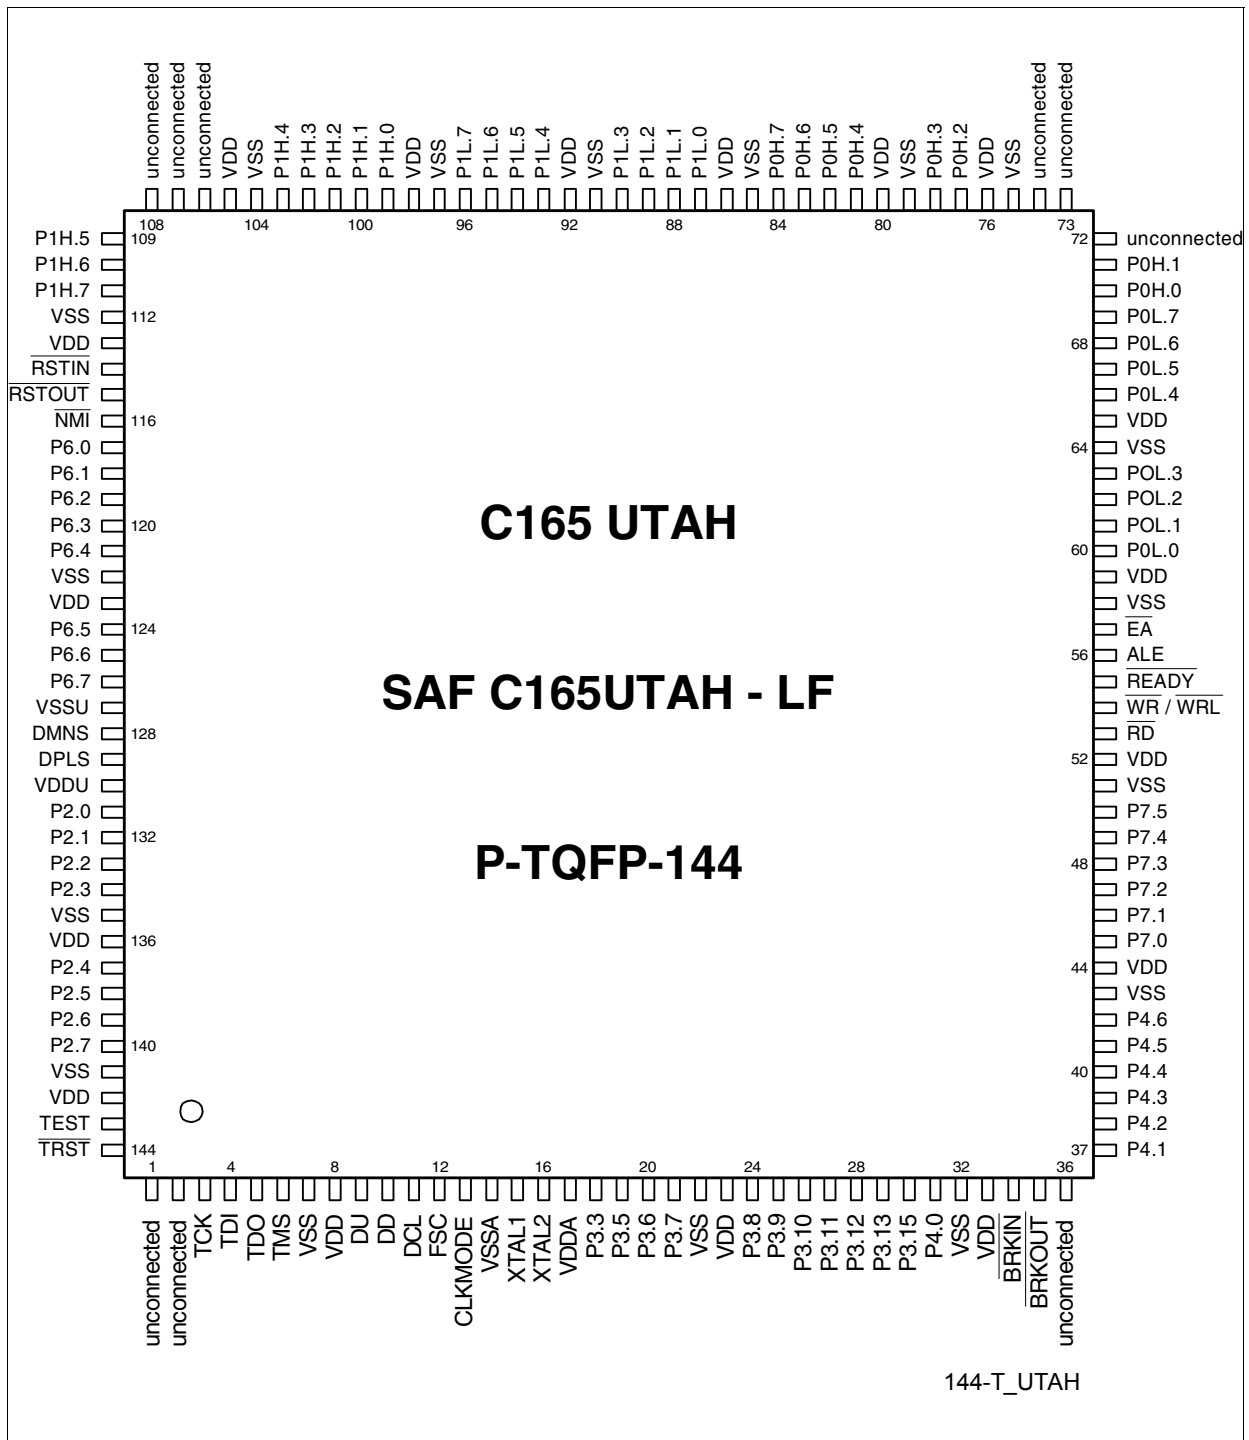 unconnected
unconnected
unconnected
VDD
VSS
P1H.4
P1H.3
P1H.2
P1H.1
P1H.0
VDD
VSS
P1L.7
P1L.6
P1L.5
P1L.4
VDD
VSS
P1L.3
P1L.2
P1L.1
P1L.0
VDD
VSS
P0H.7
P0H.6
P0H.5
P0H.4
VDD
VSS
P0H.3
P0H.2
VDD
VSS
unconnected
unconnected
108 104 100 96 92 88 84 80 76 73
P1H.5 109
P1H.6
P1H.7
VSS 112
VDD
RSTIN
RSTOUT
NMI 116
P6.0
P6.1
P6.2
P6.3 120
P6.4
VSS
VDD
P6.5 124
P6.6
P6.7
VSSU
DMNS 128
DPLS
VDDU
P2.0
P2.1 132
P2.2
P2.3
VSS
VDD 136
P2.4
P2.5
P2.6
P2.7 140
VSS
VDD
TEST
TRST 144
C165 UTAH
SAF C165UTAH - LF
P-TQFP-144
72 unconnected
P0H.1
P0H.0
P0L.7
68 P0L.6
P0L.5
P0L.4
VDD
64 VSS
POL.3
POL.2
POL.1
60 P0L.0
VDD
VSS
EA
56 ALE
READY
WR / WRL
RD
52 VDD
VSS
P7.5
P7.4
48 P7.3
P7.2
P7.1
P7.0
44 VDD
VSS
P4.6
P4.5
40 P4.4
P4.3
P4.2
37 P4.1
1 4 8 12 16 20 24 28 32 36
unconnected
unconnected
TCK
TDI
TDO
TMS
VSS
VDD
DU
DD
DCL
FSC
CLKMODE
VSSA
XTAL1
XTAL2
VDDA
P3.3
P3.5
P3.6
P3.7
VSS
VDD
P3.8
P3.9
P3.10
P3.11
P3.12
P3.13
P3.15
P4.0
VSS
VDD
BRKIN
BRKOUT
unconnected
144-T_UTAH